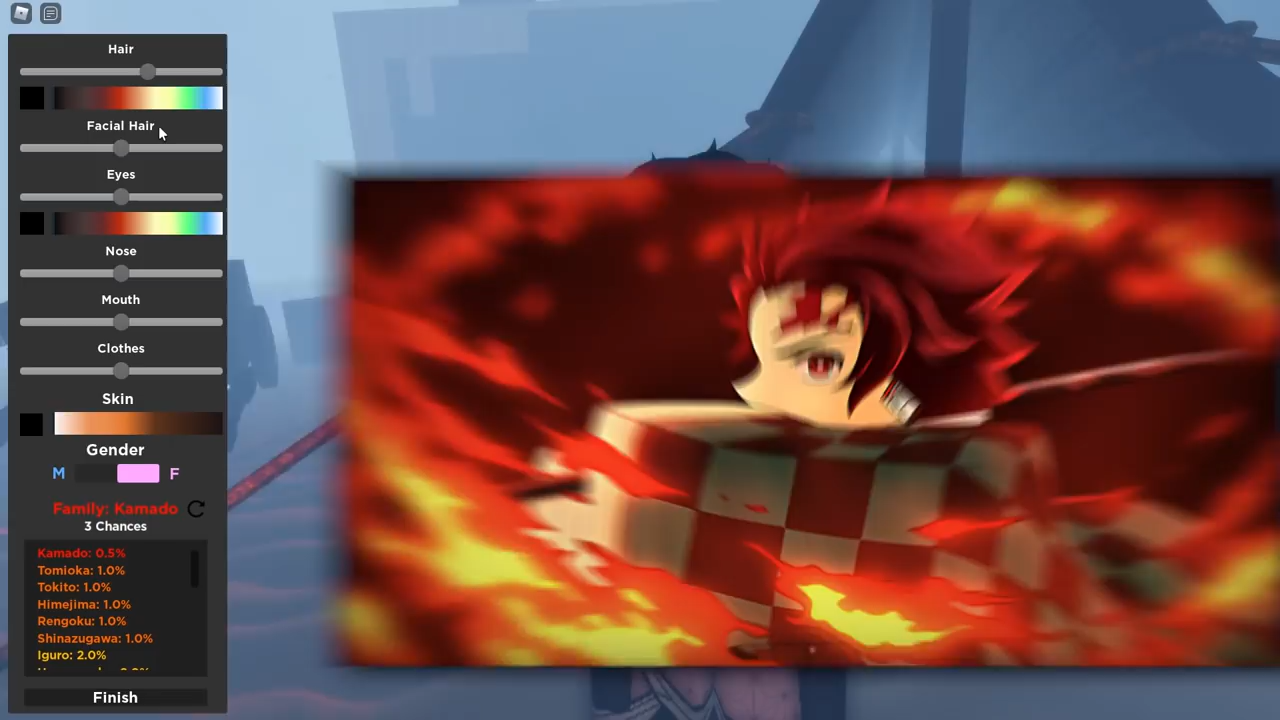 Hair
Facial Hair
Eyes
Nose
Mouth
Clothes
Skin
Gender
M F
Family: Kamado
3 Chances
Kamado: 0.5%
Tomioka: 1.0%
Tokito: 1.0%
Himejima: 1.0%
Rengoku: 1.0%
Shinazugawa: 1.0%
Iguro: 2.0%
Finish